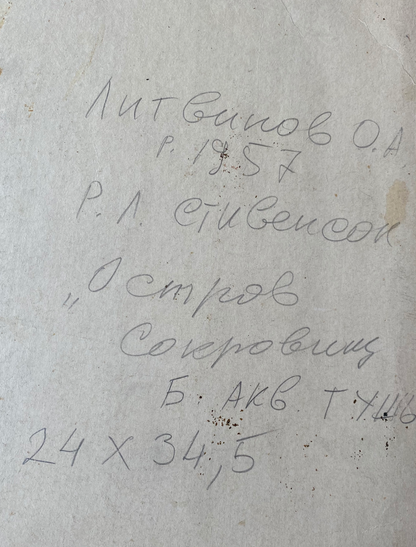 Литвинов О.А
р. 1957
Р. Л. Стивенсон
„Остров
Сокровищ
Б. АКВ. ТУШЬ
24 X 34,5